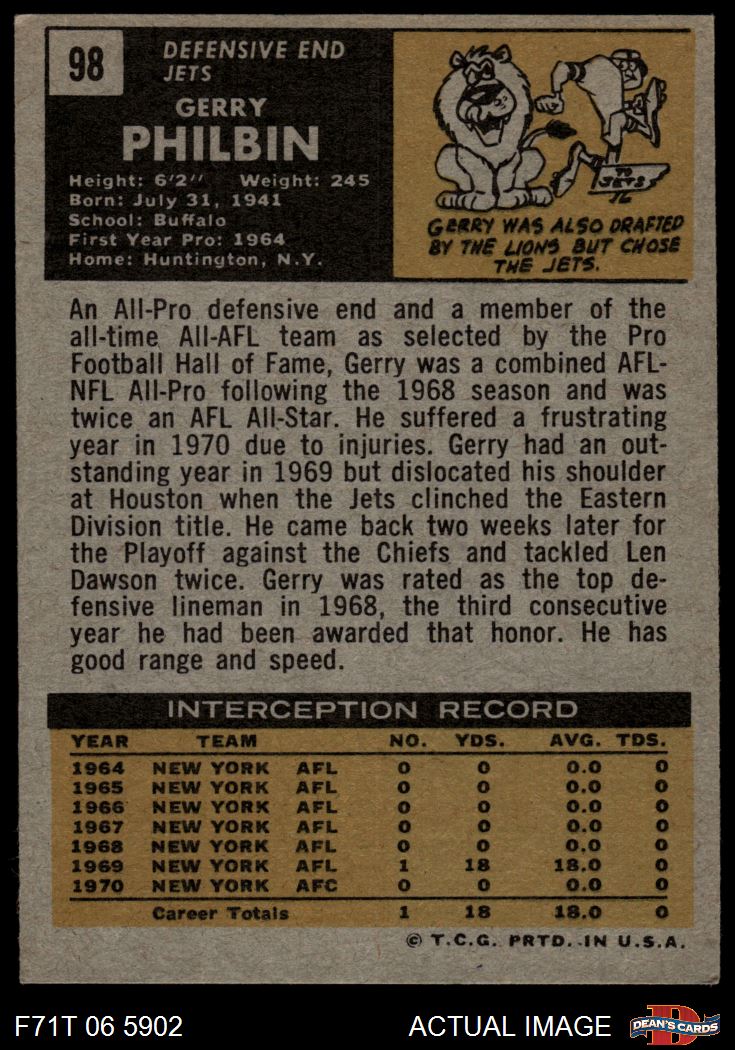 98
DEFENSIVE END
JETS
GERRY
PHILBIN
Height: 6'2" Weight: 245
Born: July 31, 1941
School: Buffalo
First Year Pro: 1964
Home: Huntington, N.Y.
TO
JETS
GERRY WAS ALSO DRAFTED
BY THE LIONS BUT CHOSE
THE JETS.
An All-Pro defensive end and a member of the
all-time All-AFL team as selected by the Pro
Football Hall of Fame, Gerry was a combined AFL-
NFL All-Pro following the 1968 season and was
twice an AFL All-Star. He suffered a frustrating
year in 1970 due to injuries. Gerry had an out-
standing year in 1969 but dislocated his shoulder
at Houston when the Jets clinched the Eastern
Division title. He came back two weeks later for
the Playoff against the Chiefs and tackled Len
Dawson twice. Gerry was rated as the top de-
fensive lineman in 1968, the third consecutive
year he had been awarded that honor. He has
good range and speed.
INTERCEPTION RECORD
YEAR TEAM NO. YDS. AVG. TDS.
1964 NEW YORK AFL 0 0 0.0 0
1965 NEW YORK AFL 0 0 0.0 0
1966 NEW YORK AFL 0 0 0.0 0
1967 NEW YORK AFL 0 0 0.0 0
1968 NEW YORK AFL 0 0 0.0 0
1969 NEW YORK AFL 1 18 18.0 0
1970 NEW YORK AFC 0 0 0.0 0
Career Totals 1 18 18.0 0
© T.C.G. PRTD. IN U.S.A.
F71T 06 5902 ACTUAL IMAGE D DEAN'S CARDS